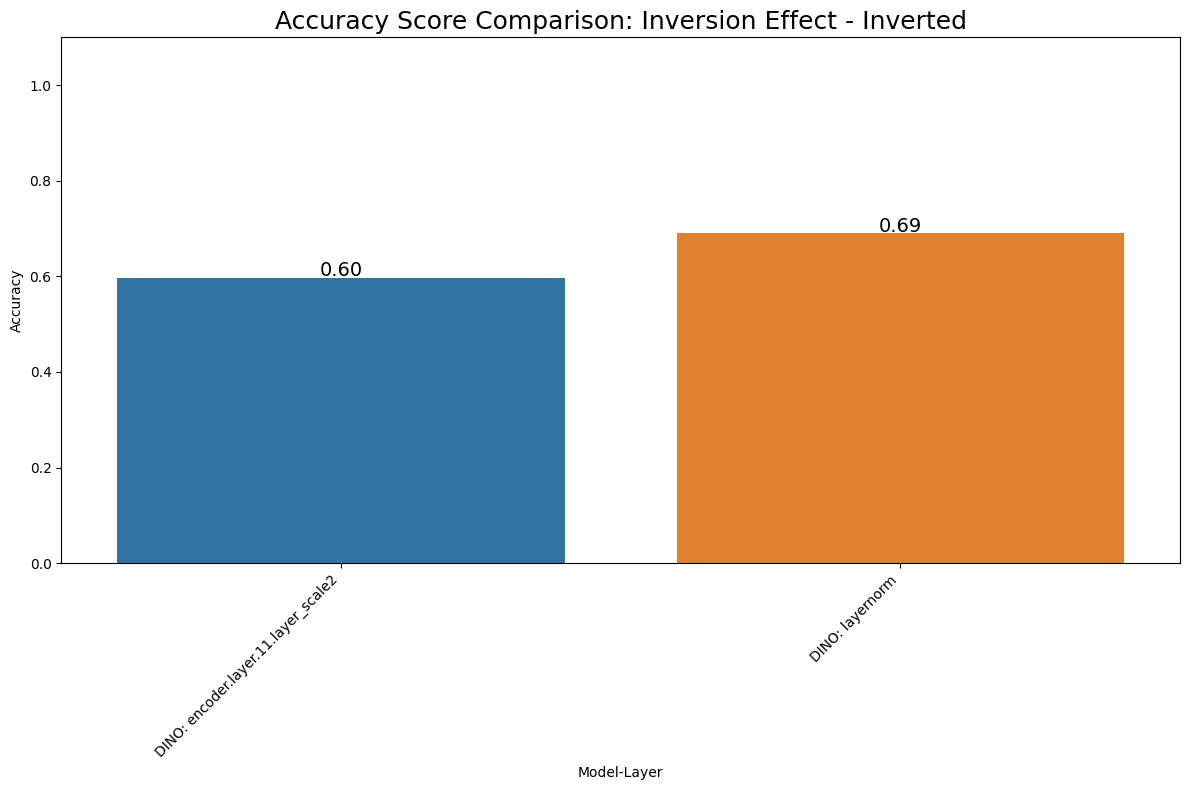 Accuracy Score Comparison: Inversion Effect - Inverted
Accuracy
1.0
0.8
0.6
0.4
0.2
0.0
0.60
0.69
DINO: encoder.layer.11.layer_scale2
DINO: layernorm
Model-Layer